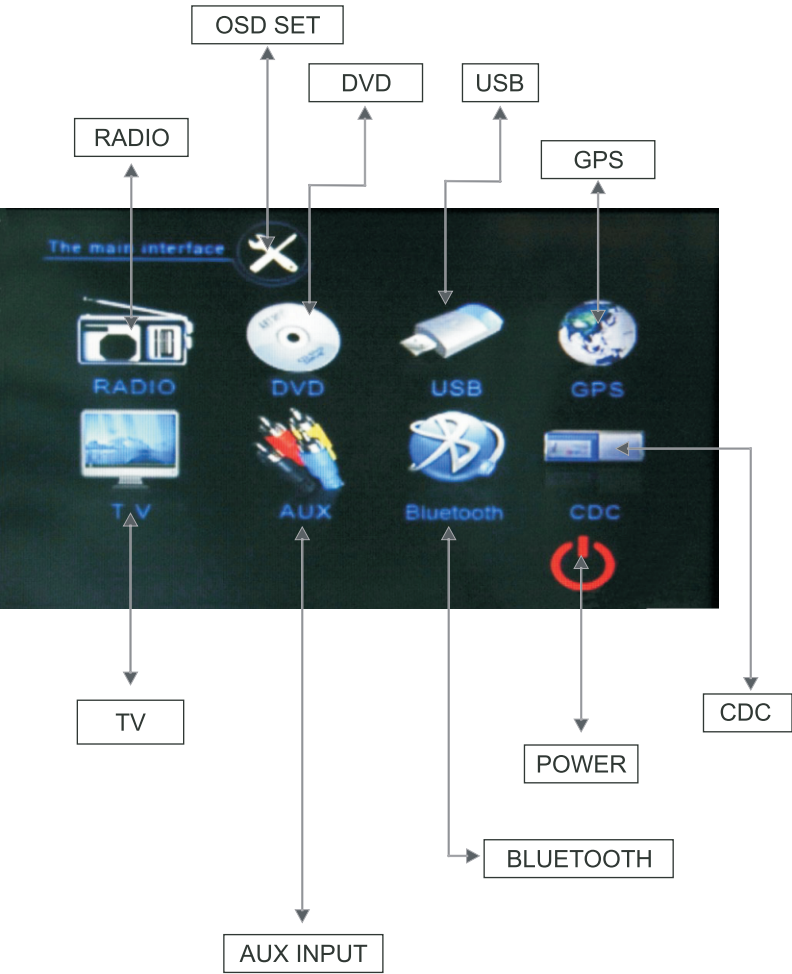 OSD SET
DVD
USB
RADIO
GPS
The main interface
RADIO
DVD
USB
GPS
TV
AUX
Bluetooth
CDC
TV
CDC
POWER
BLUETOOTH
AUX INPUT